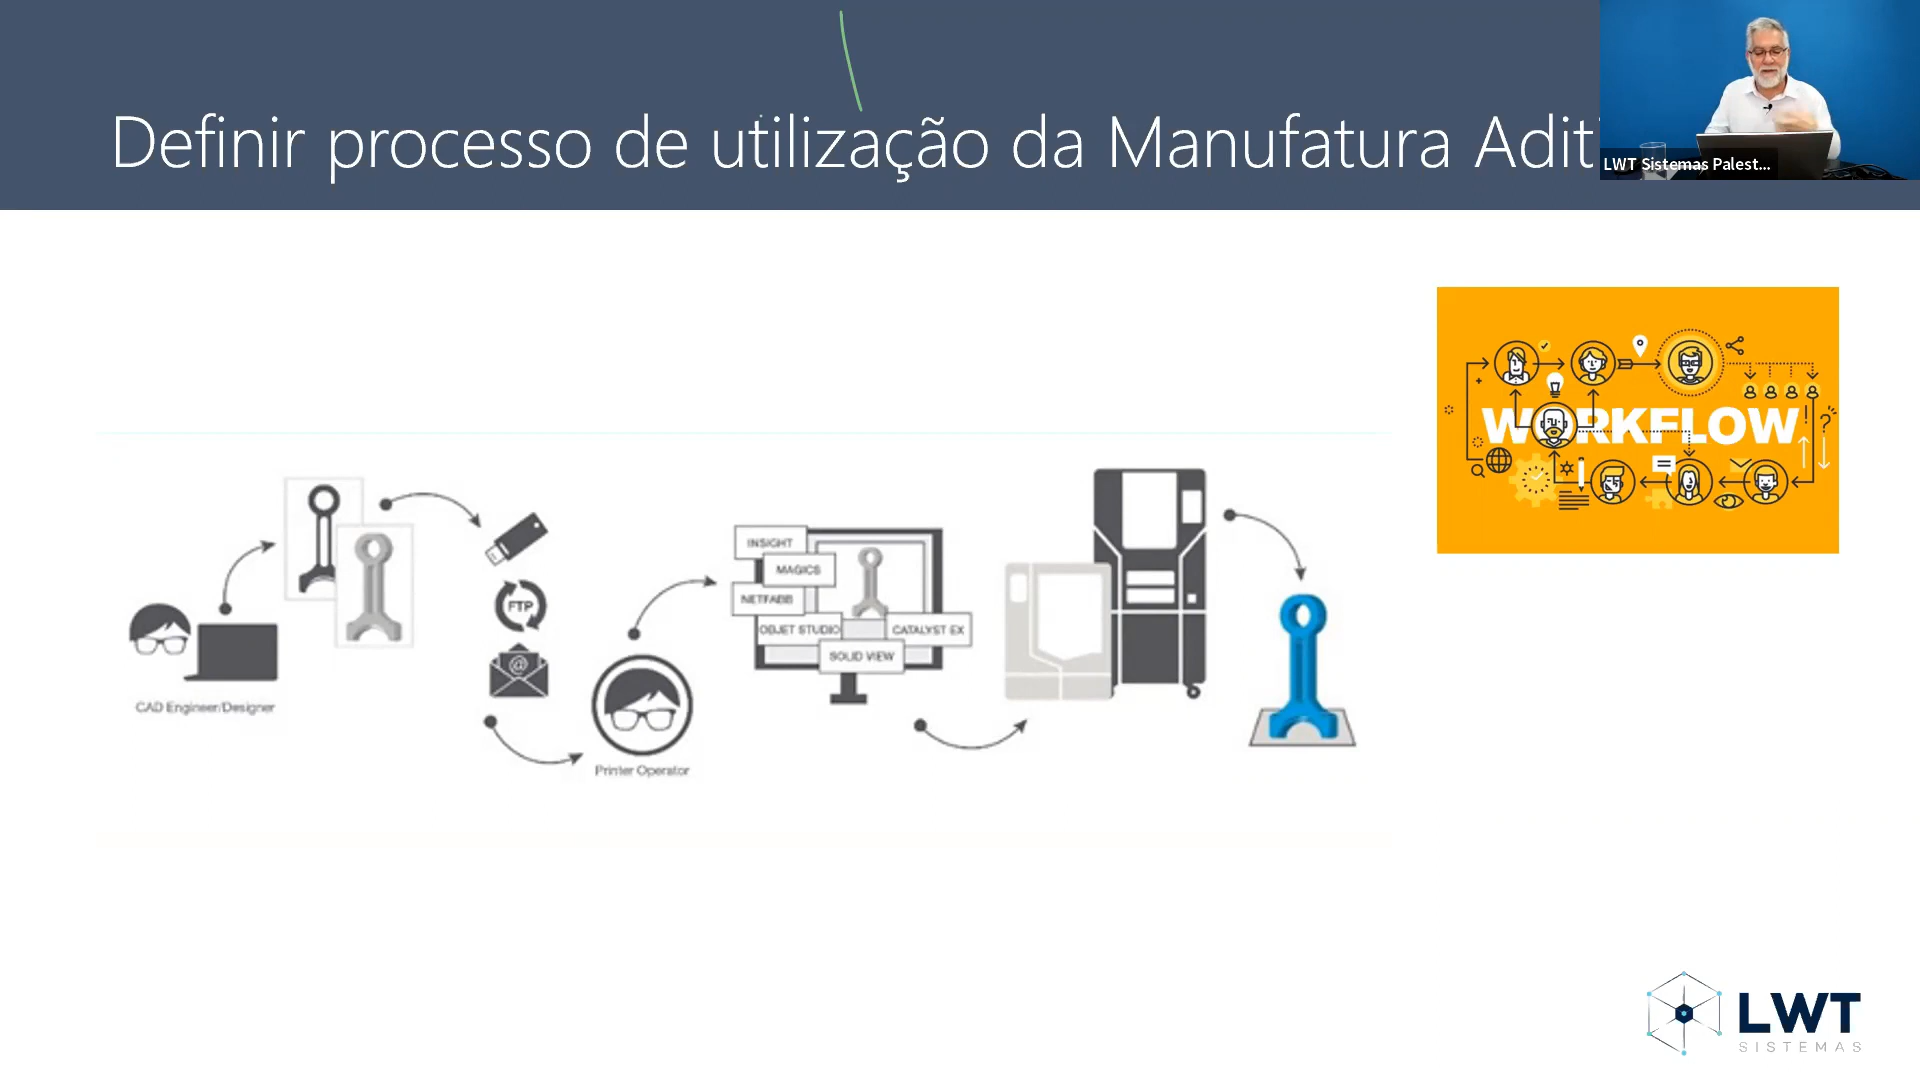 Definir processo de utilização da Manufatura Aditi
LWT Sistemas Palest...
WORKFLOW
INSIGHT
MAGICS
NETFABB
OBJET STUDIO
CATALYST EX
SOLID VIEW
FTP
@
CAD Engineer/Designer
Printer Operator
LWT
SISTEMAS